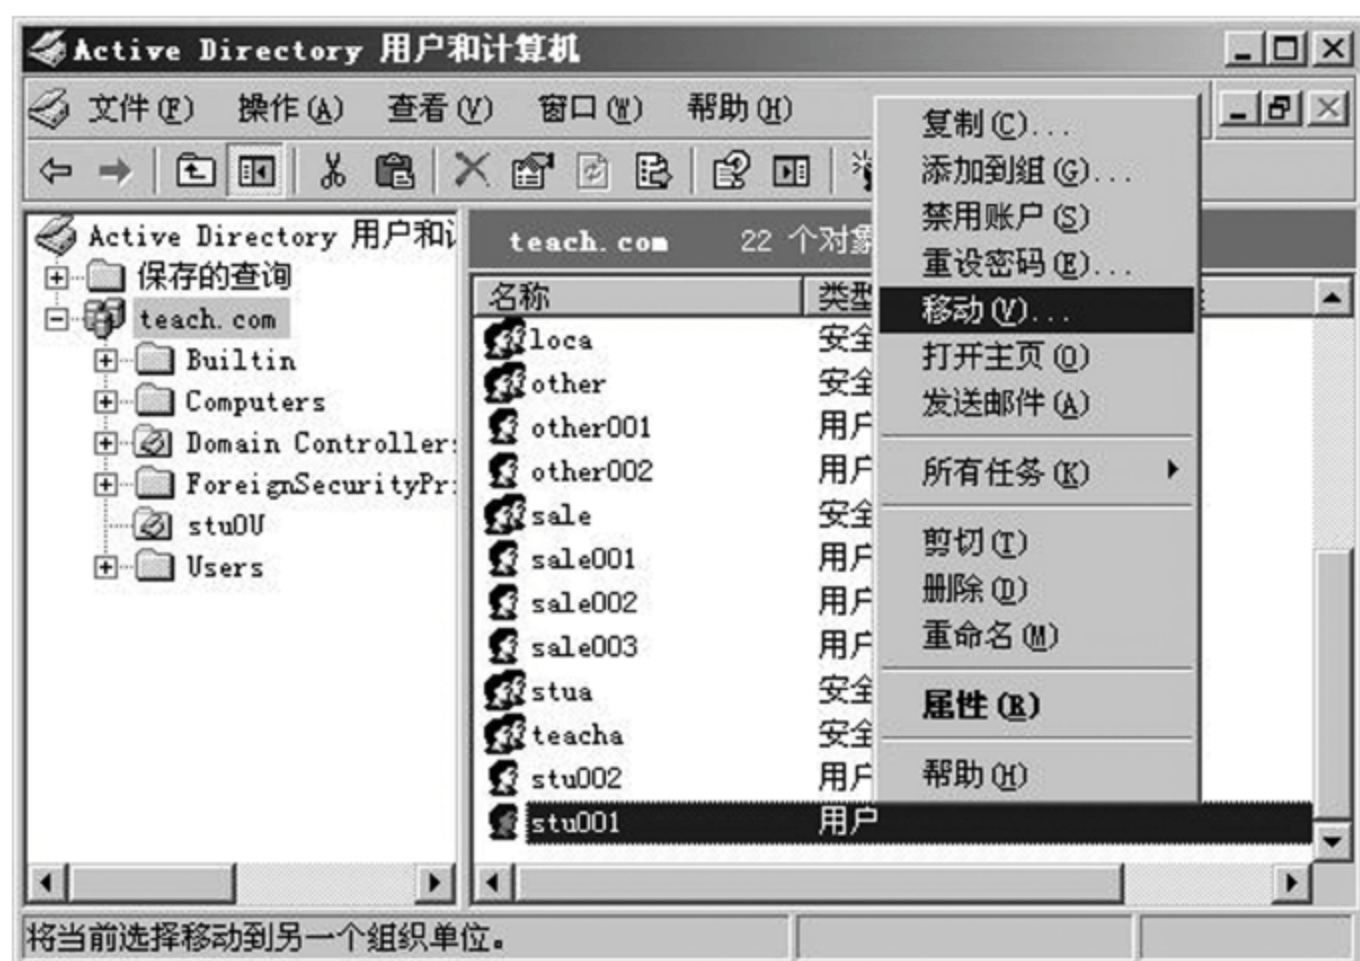 Active Directory 用户和计算机
文件(F) 操作(A) 查看(V) 窗口(W) 帮助(H)
Active Directory 用户和
保存的查询
teach.com
Builtin
Computers
Domain Controllers
ForeignSecurityPr
stuOU
Users
teach.com 22 个对象
名称 类型
loca 安全
other 安全
other001 用户
other002 用户
sale 安全
sale001 用户
sale002 用户
sale003 用户
stua 安全
teacha 安全
stu002 用户
stu001 用户
复制(C)...
添加到组(G)...
禁用账户(S)
重设密码(E)...
移动(V)...
打开主页(O)
发送邮件(A)
所有任务(K)
剪切(T)
删除(D)
重命名(M)
属性(R)
帮助(H)
将当前选择移动到另一个组织单位。